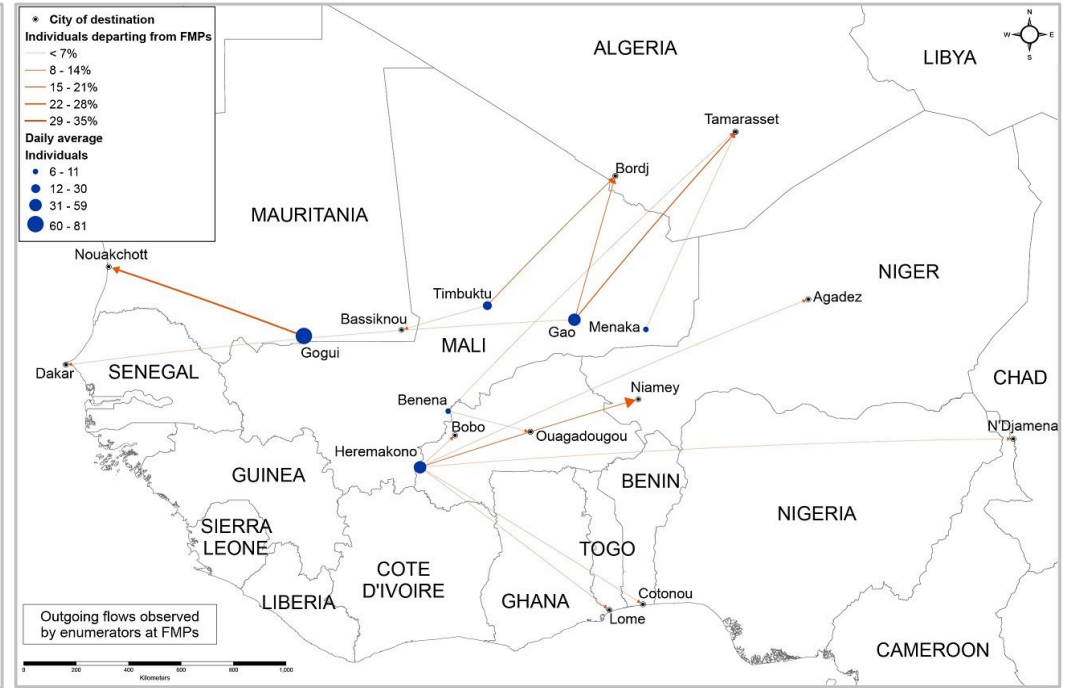 City of destination
Individuals departing from FMPs
< 7%
8 - 14%
15 - 21%
22 - 28%
29 - 35%
Daily average
Individuals
6 - 11
12 - 30
31 - 59
60 - 81
N
W E
S
ALGERIA
LIBYA
Tamarasset
Bordj
MAURITANIA
Nouakchott
NIGER
Timbuktu
Agadez
Bassiknou
Gao
Menaka
Gogui
MALI
Dakar
SENEGAL
CHAD
Niamey
Benena
Bobo
Ouagadougou
N'Djamena
Heremakono
GUINEA
BENIN
NIGERIA
SIERRA
LEONE
TOGO
COTE
D'IVOIRE
LIBERIA
GHANA
Cotonou
Lome
CAMEROON
Outgoing flows observed
by enumerators at FMPs
0 200 400 600 800 1,000
Kilometers